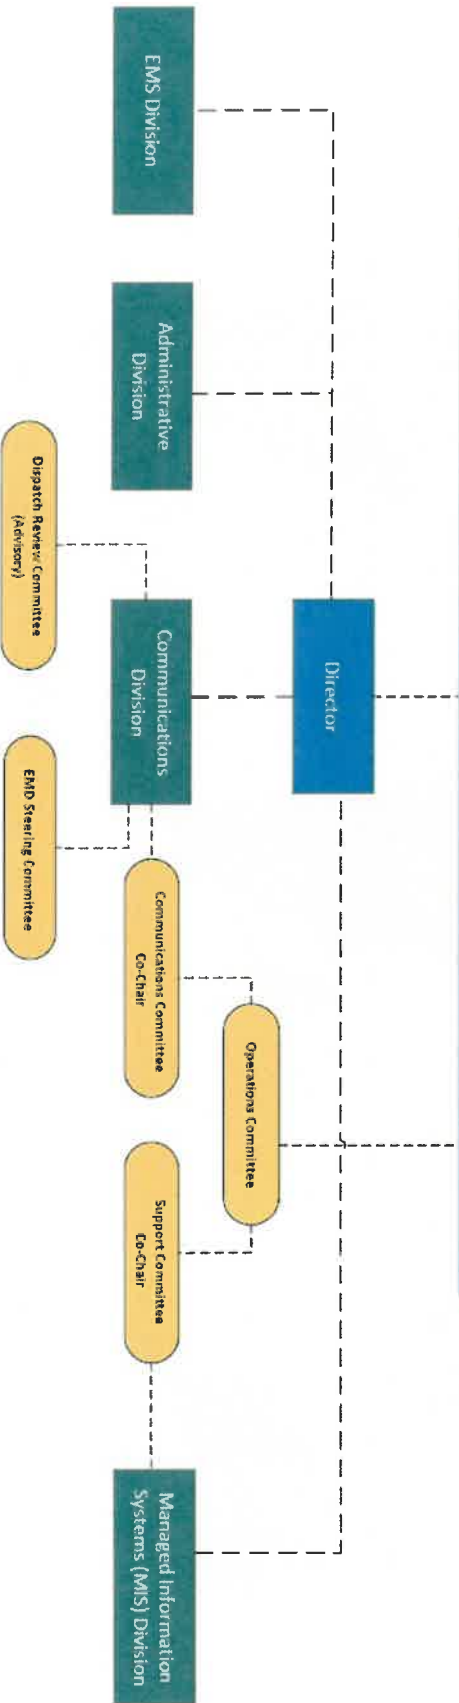 Director
EMS Division
Administrative
Division
Communications
Division
Managed Information
Systems (MIS) Division
Operations Committee
Communications Committee
Co-Chair
Support Committee
Co-Chair
Dispatch Review Committee
(Advisory)
EMD Steering Committee